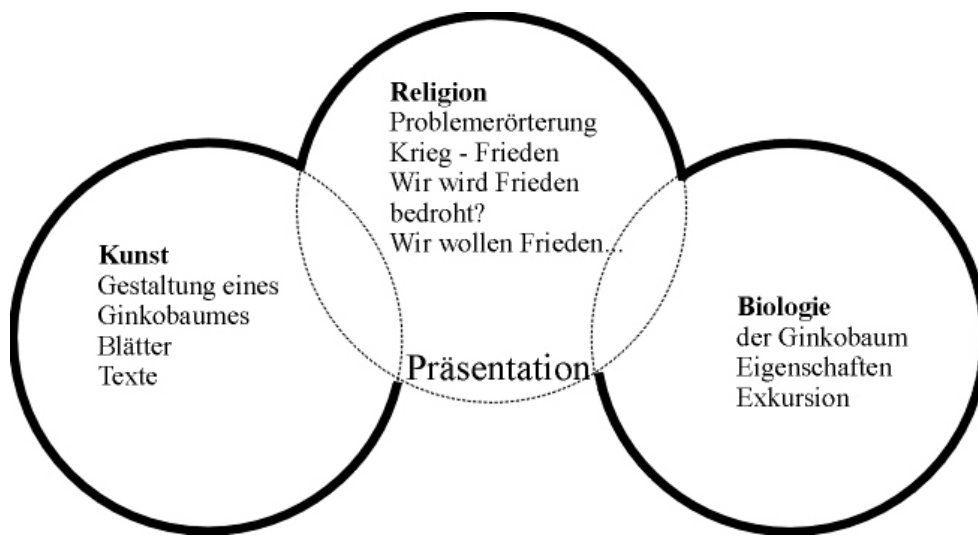 Religion
Problemerörterung
Krieg - Frieden
Wir wird Frieden
bedroht?
Wir wollen Frieden...
Kunst
Gestaltung eines
Ginkobaumes
Blätter
Texte
Biologie
der Ginkobaum
Eigenschaften
Exkursion
Präsentation